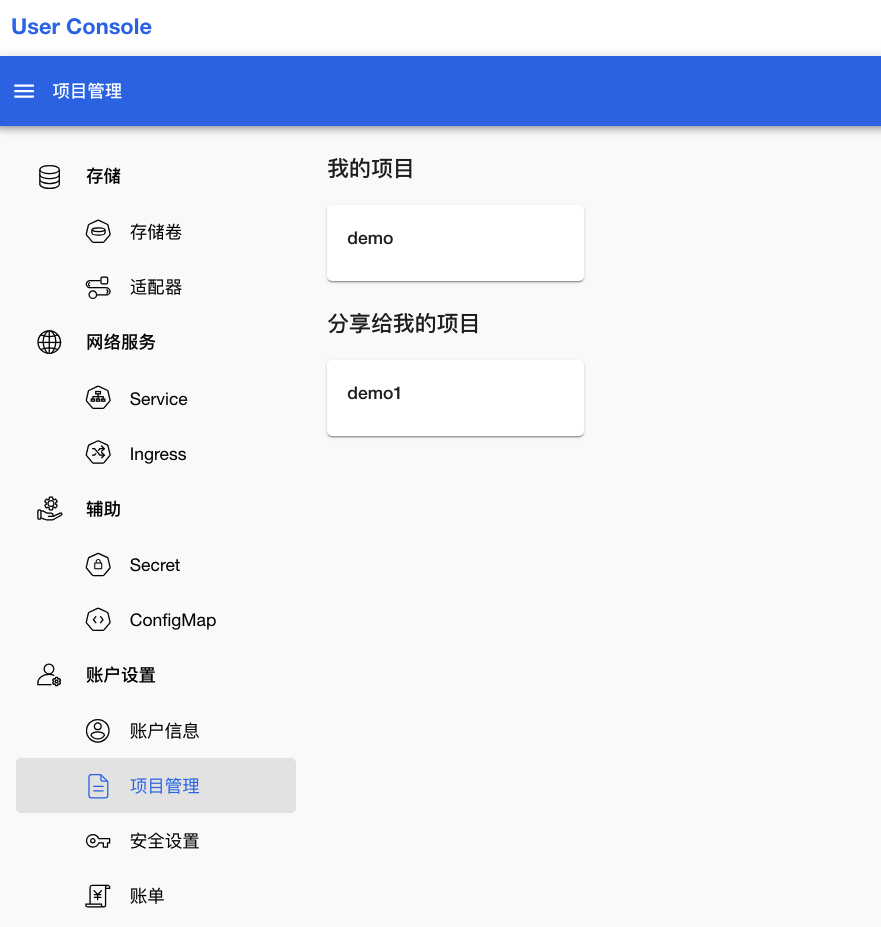 User Console
项目管理
存储
存储卷
适配器
网络服务
Service
Ingress
辅助
Secret
ConfigMap
账户设置
账户信息
项目管理
安全设置
账单
我的项目
demo
分享给我的项目
demo1